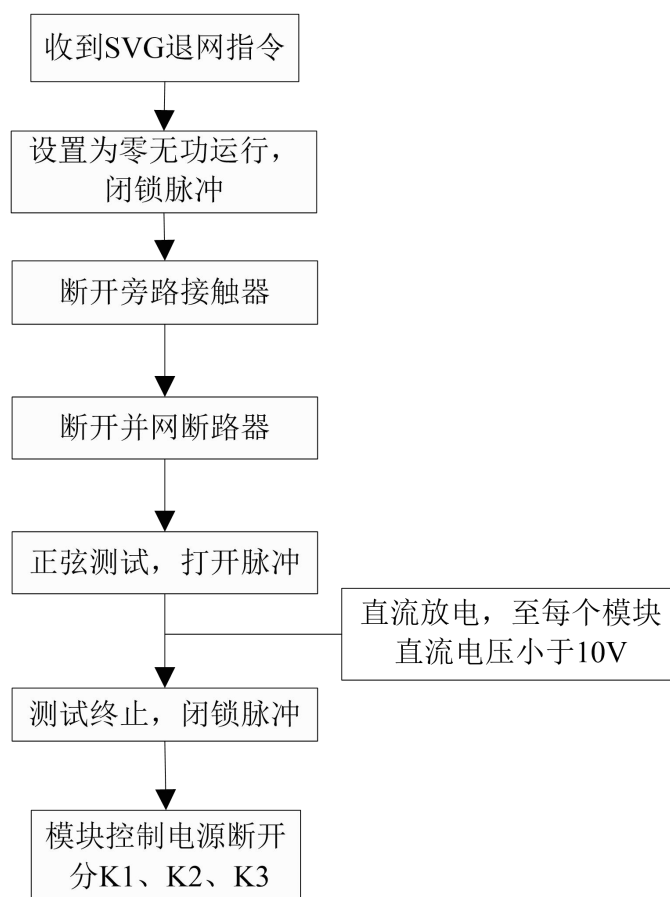 收到SVG退网指令
设置为零无功运行，
闭锁脉冲
断开旁路接触器
断开并网断路器
正弦测试，打开脉冲
直流放电，至每个模块
直流电压小于10V
测试终止，闭锁脉冲
模块控制电源断开
分K1、K2、K3